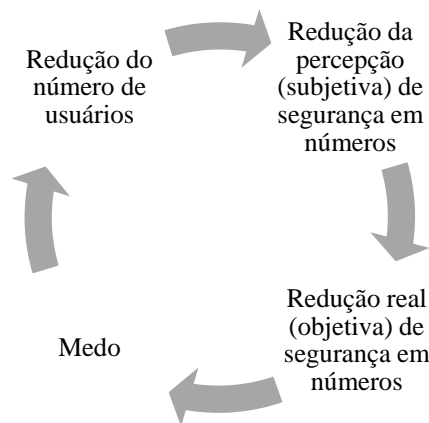 Redução do
número de
usuários
Redução da
percepção
(subjetiva) de
segurança em
números
Redução real
(objetiva) de
segurança em
números
Medo